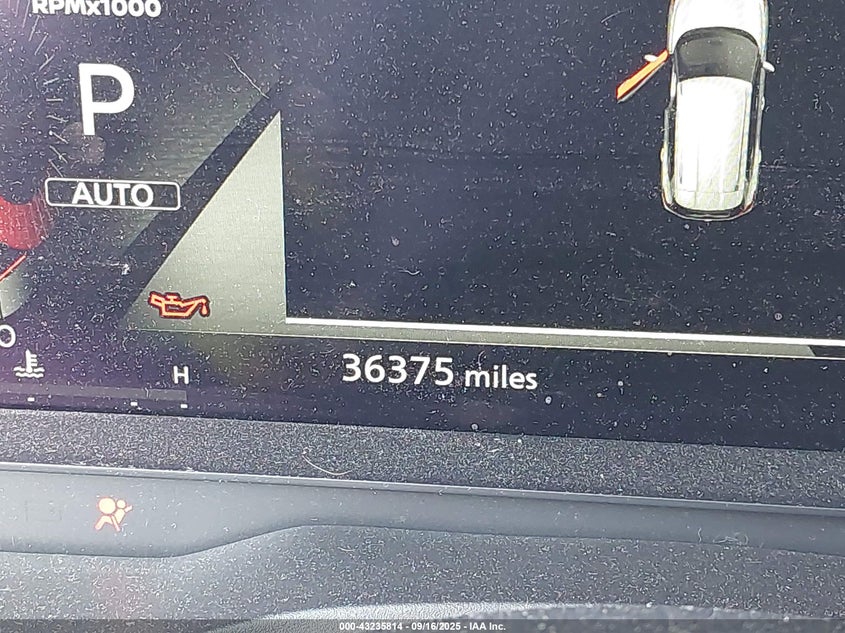 RPMx1000
P
AUTO
H
36375 miles
000-43235814 - 09/16/2025 - IAA Inc.